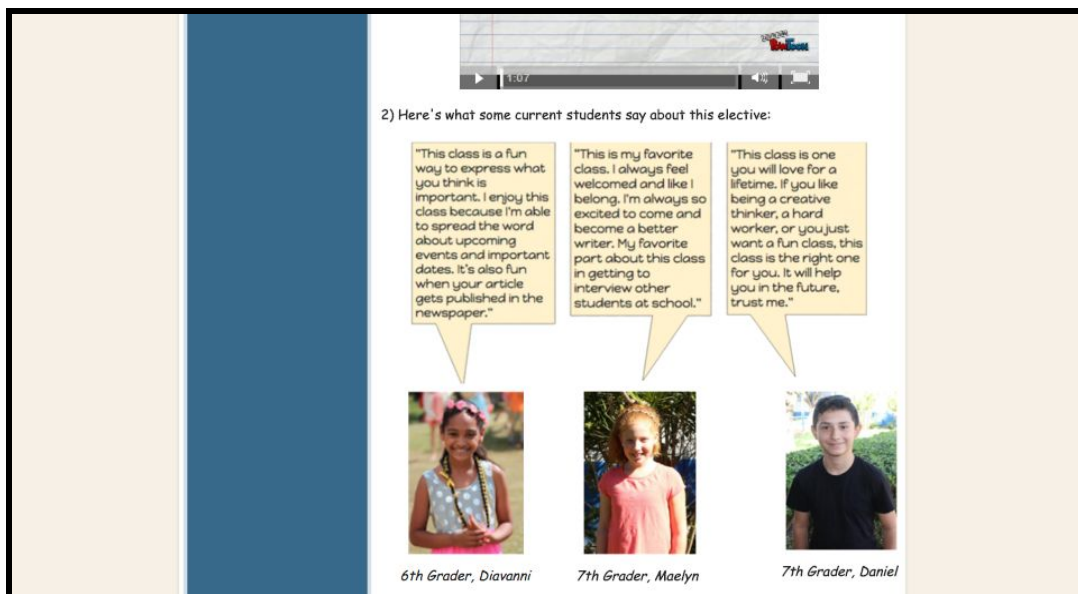 POWTOON
1:07
2) Here's what some current students say about this elective:
"This class is a fun
way to express what
you think is
important. I enjoy this
class because I'm able
to spread the word
about upcoming
events and important
dates. It's also fun
when your article
gets published in the
newspaper."
"This is my favorite
class. I always feel
welcomed and like I
belong. I'm always so
excited to come and
become a better
writer. My favorite
part about this class
in getting to
interview other
students at school."
"This class is one
you will love for a
lifetime. If you like
being a creative
thinker, a hard
worker, or you just
want a fun class, this
class is the right one
for you. It will help
you in the future,
trust me."
6th Grader, Diavanni
7th Grader, Maelyn
7th Grader, Daniel